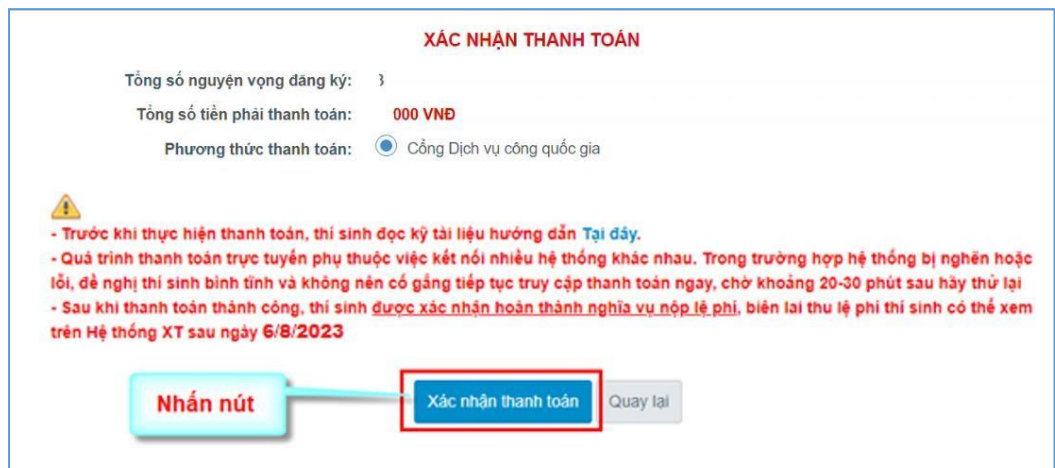 XÁC NHẬN THANH TOÁN
Tổng số nguyện vọng đăng ký:
Tổng số tiền phải thanh toán: 000 VNĐ
Phương thức thanh toán: Cổng Dịch vụ công quốc gia
- Trước khi thực hiện thanh toán, thí sinh đọc kỹ tài liệu hướng dẫn Tại đây.
- Quá trình thanh toán trực tuyến phụ thuộc việc kết nối nhiều hệ thống khác nhau. Trong trường hợp hệ thống bị nghẽn hoặc
lỗi, đề nghị thí sinh bình tĩnh và không nên cố gắng tiếp tục truy cập thanh toán ngay, chờ khoảng 20-30 phút sau hãy thử lại
- Sau khi thanh toán thành công, thí sinh được xác nhận hoàn thành nghĩa vụ nộp lệ phí, biên lai thu lệ phí thí sinh có thể xem
trên Hệ thống XT sau ngày 6/8/2023
Nhấn nút
Xác nhận thanh toán Quay lại